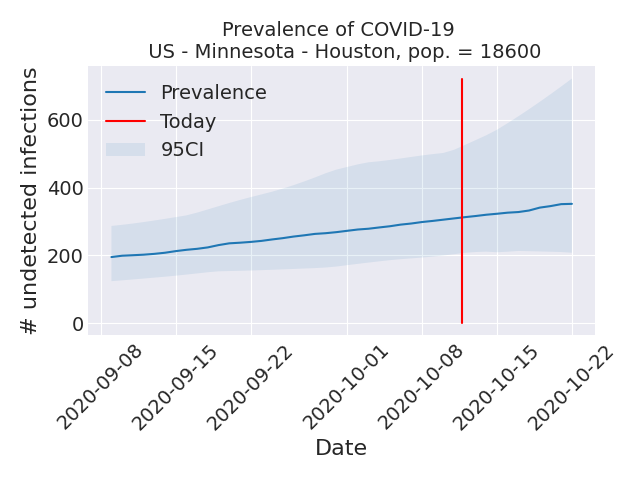 Prevalence of COVID-19
US - Minnesota - Houston, pop. = 18600
Prevalence
Today
95CI
# undetected infections
600
400
200
0
2020-09-08
2020-09-15
2020-09-22
2020-10-01
2020-10-08
2020-10-15
2020-10-22
Date